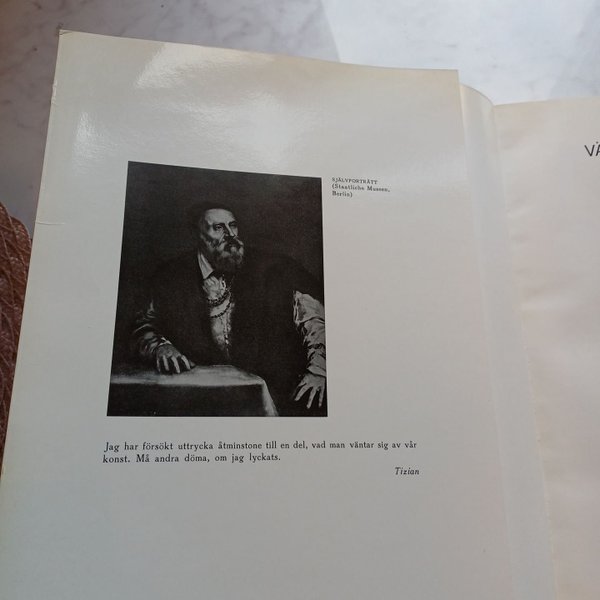 SJÄLVPORTRÄTT
(Staatliche Museen,
Berlin)
Jag har försökt uttrycka åtminstone till en del, vad man väntar sig av vår
konst. Må andra döma, om jag lyckats.
Tizian